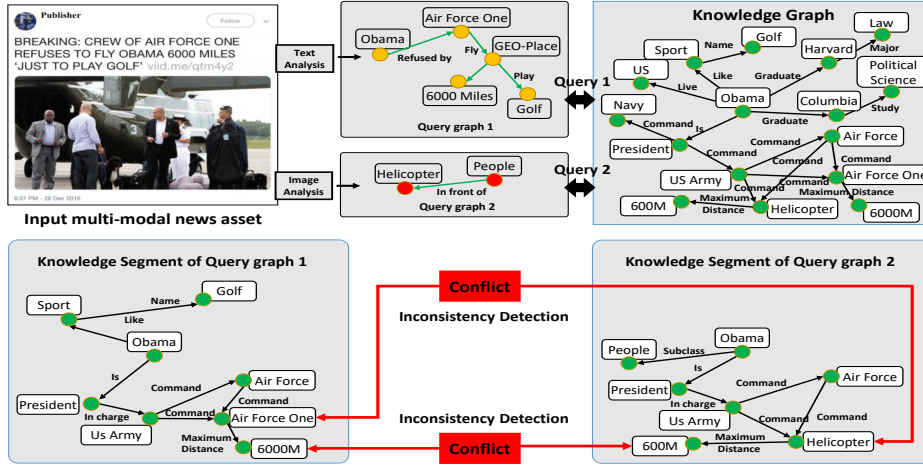 Publisher
Follow
BREAKING: CREW OF AIR FORCE ONE
REFUSES TO FLY OBAMA 6000 MILES
'JUST TO PLAY GOLF' viid.me/qtm4y2
6:01 PM - 26 Dec 2016
Input multi-modal news asset
Text
Analysis
Image
Analysis
Air Force One
Obama
Fly
GEO-Place
Refused by
Play
6000 Miles
Golf
Query graph 1
People
Helicopter
In front of
Query graph 2
Query 1
Query 2
Knowledge Graph
Law
Golf
Name
Harvard
Major
Sport
Political
Science
US
Like
Graduate
Live
Obama
Columbia
Study
Navy
Graduate
Command
Is
Air Force
President
Command
Command
Command
US Army
Air Force One
Command
Command
Maximum Distance
600M
Maximum
Distance
Helicopter
6000M
Knowledge Segment of Query graph 1
Golf
Name
Sport
Like
Obama
Is
Command
Air Force
President
In charge
Command
Command
Air Force One
Us Army
Maximum
Distance
6000M
Conflict
Inconsistency Detection
Inconsistency Detection
Conflict
Knowledge Segment of Query graph 2
Obama
People
Subclass
Is
Air Force
President
Command
In charge
US Army
Command
Command
600M
Maximum
Distance
Helicopter